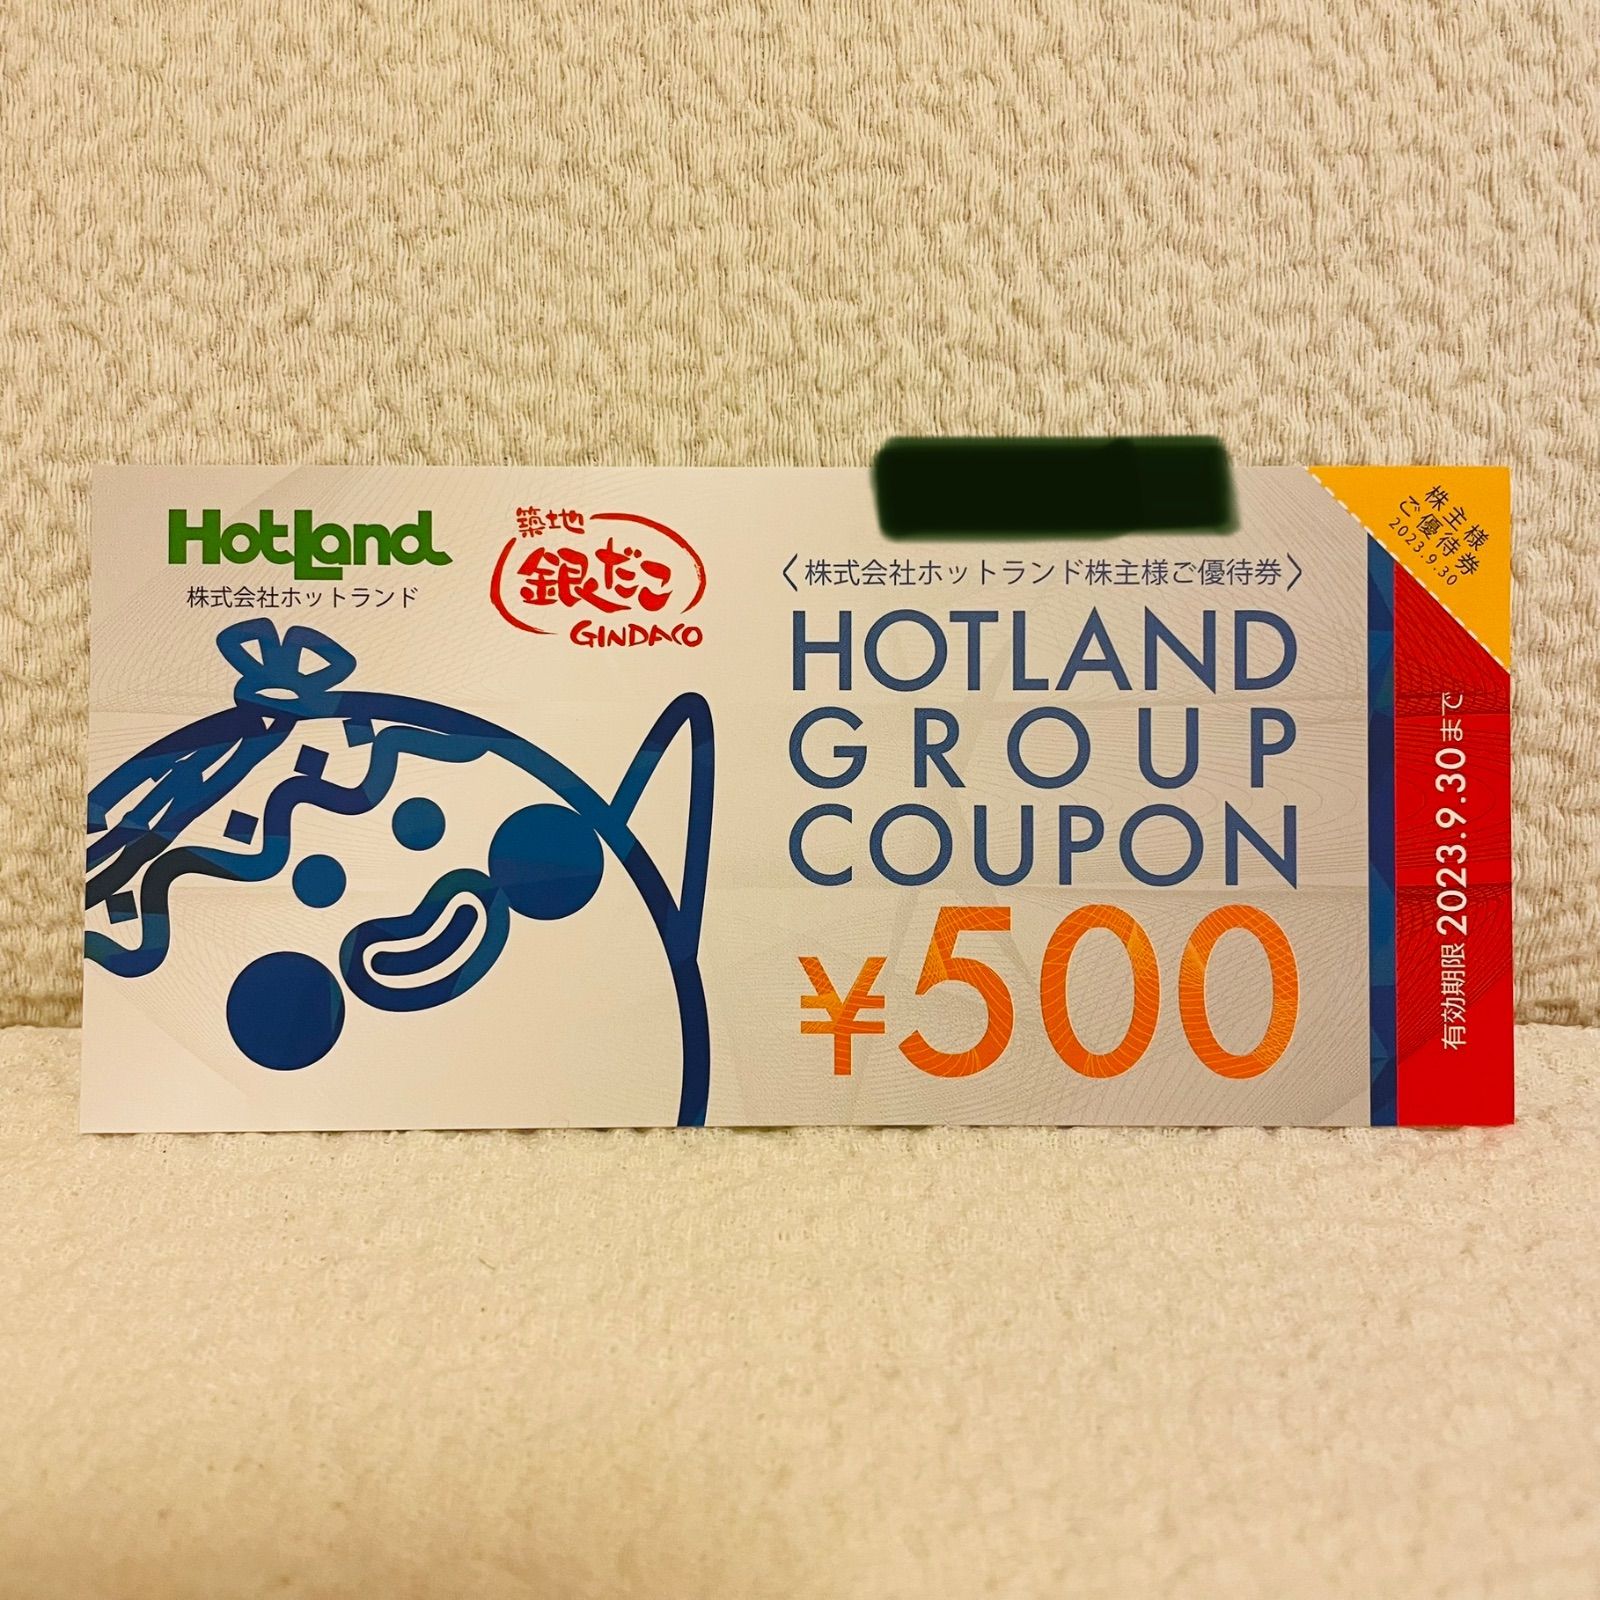 HotLand
株式会社ホットランド
築地
銀だこ
GINDACO
〈株式会社ホットランド株主様ご優待券〉
HOTLAND
GROUP
COUPON
¥500
株主様
ご優待券
2023.9.30
有効期限 2023.9.30まで